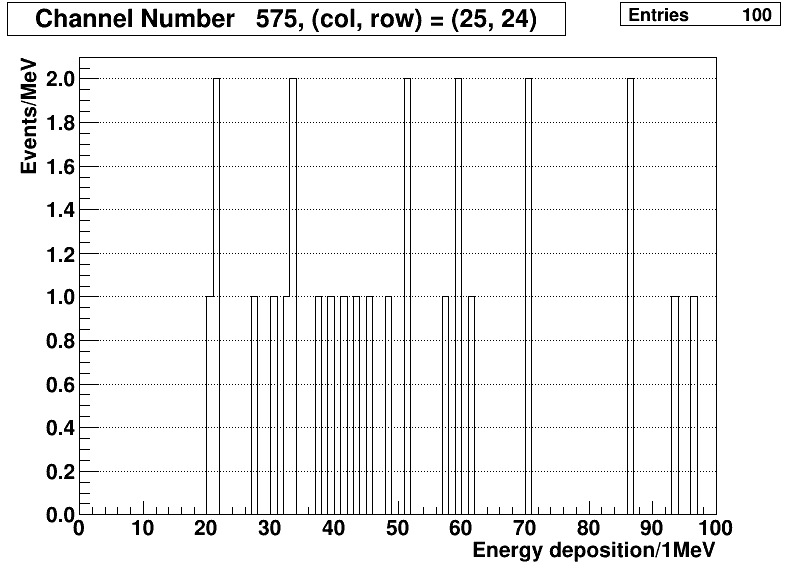 Channel Number 575, (col, row) = (25, 24)
Entries 100
Events/MeV
2.0
1.8
1.6
1.4
1.2
1.0
0.8
0.6
0.4
0.2
0.0
0 10 20 30 40 50 60 70 80 90 100
Energy deposition/1MeV